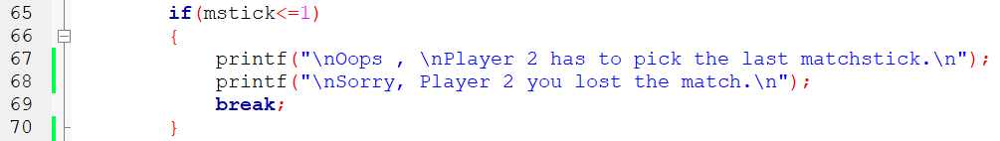 65 if(mstick<=1)
66 {
67 printf("\nOops , \nPlayer 2 has to pick the last matchstick.\n");
68 printf("\nSorry, Player 2 you lost the match.\n");
69 break;
70 }